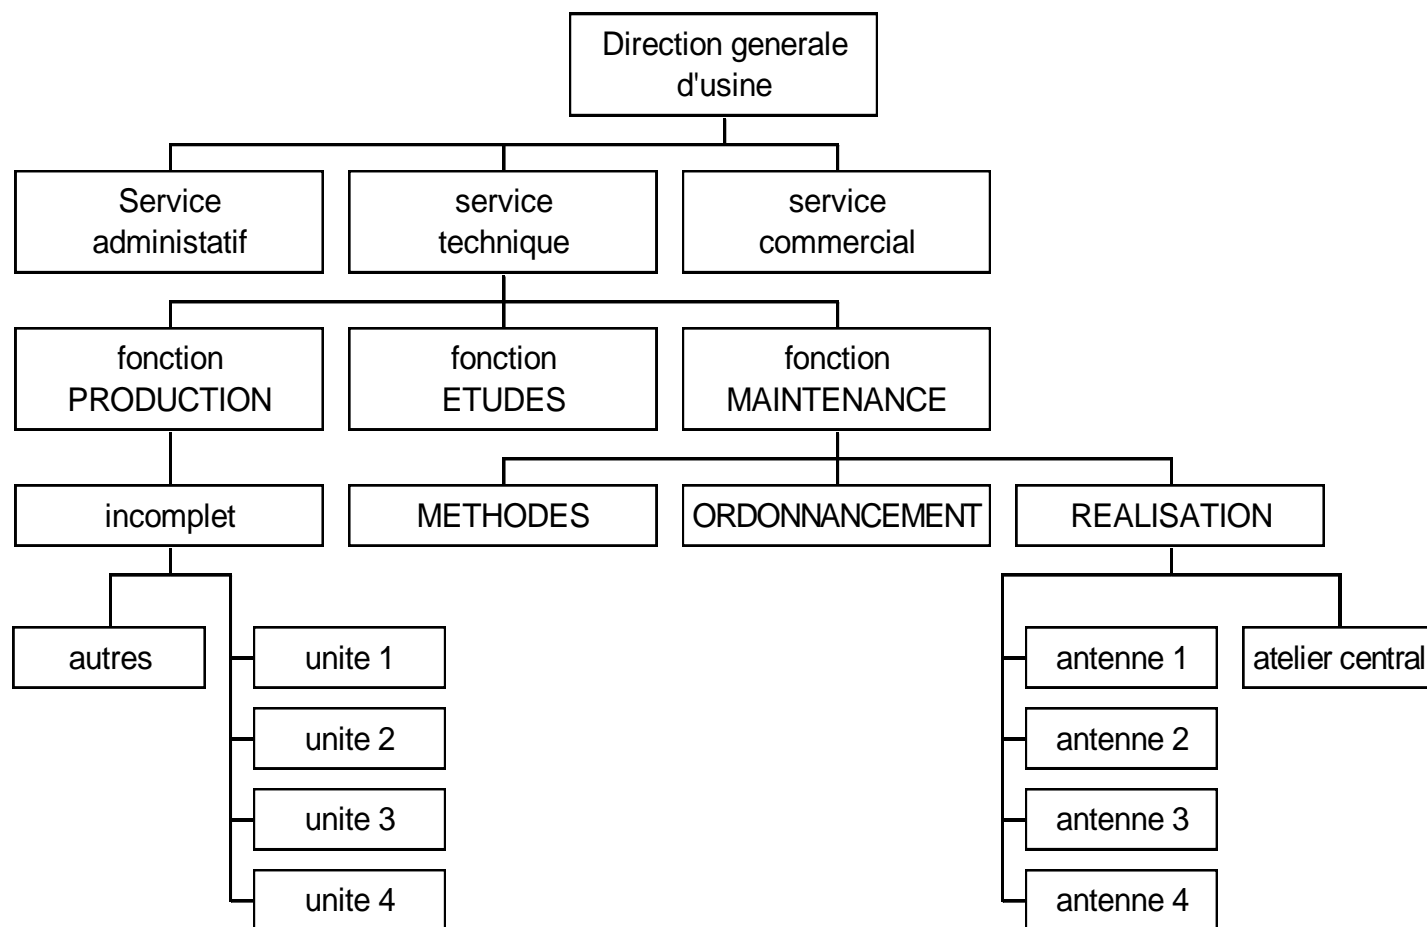 Direction generale
d'usine
Service
administatif
service
technique
service
commercial
fonction
PRODUCTION
fonction
ETUDES
fonction
MAINTENANCE
incomplet
METHODES
ORDONNANCEMENT
REALISATION
autres
unite 1
antenne 1
atelier central
unite 2
antenne 2
unite 3
antenne 3
unite 4
antenne 4